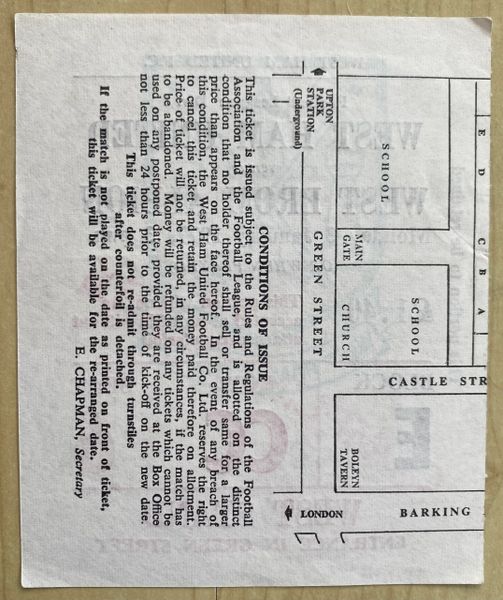 UPTON
PARK
STATION
(Underground)
SCHOOL
E D C B A
MAIN
GATE
SCHOOL
GREEN STREET
CHURCH
CASTLE STR
BOLEYN
TAVERN
LONDON
BARKING
CONDITIONS OF ISSUE
This ticket is issued subject to the Rules and Regulations of the Football
Association and the Football League, and is allotted on the distinct
condition that no holder thereof shall sell or transfer same for a larger
price than appears on the face hereof. In the event of any breach of
this condition, the West Ham United Football Co. Ltd. reserves the right
to cancel this ticket and retain the money paid therefore on allotment.
Price of ticket will not be returned, in any circumstances, if the match has
to be abandoned. Money will be refunded on any tickets which cannot be
used on any postponed date, provided they are received at the Box Office
not less than 24 hours prior to the time of kick-off on the new date.
This ticket does not re-admit through turnstiles
after counterfoil is detached.
If the match is not played on the date as printed on front of ticket,
this ticket will be available for the re-arranged date.
E. CHAPMAN, Secretary